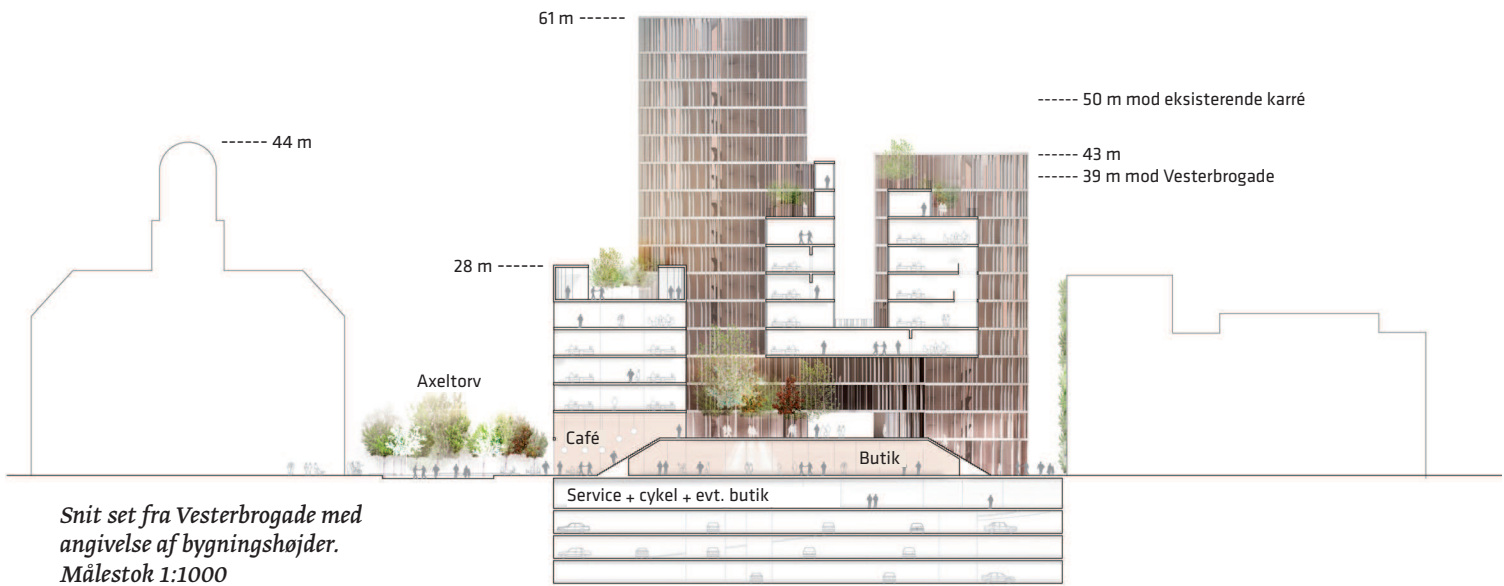 61 m ------
------ 50 m mod eksisterende karré
------ 44 m
------ 43 m
------ 39 m mod Vesterbrogade
28 m ------
Axeltorv
Café
Butik
Service + cykel + evt. butik
Snit set fra Vesterbrogade med
angivelse af bygningshøjder.
Målestok 1:1000